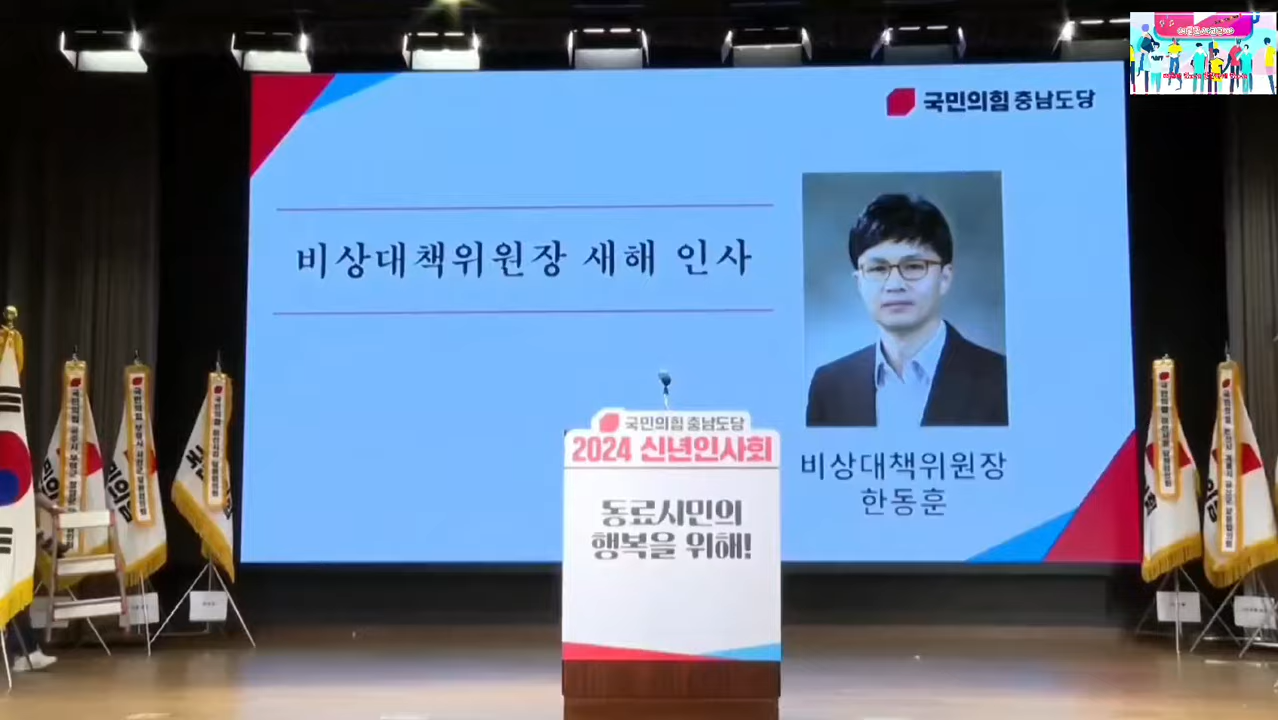 국민의힘 충남도당
비상대책위원장 새해 인사
비상대책위원장
한동훈
국민의힘 충남도당
2024 신년인사회
동료시민의
행복을 위해!